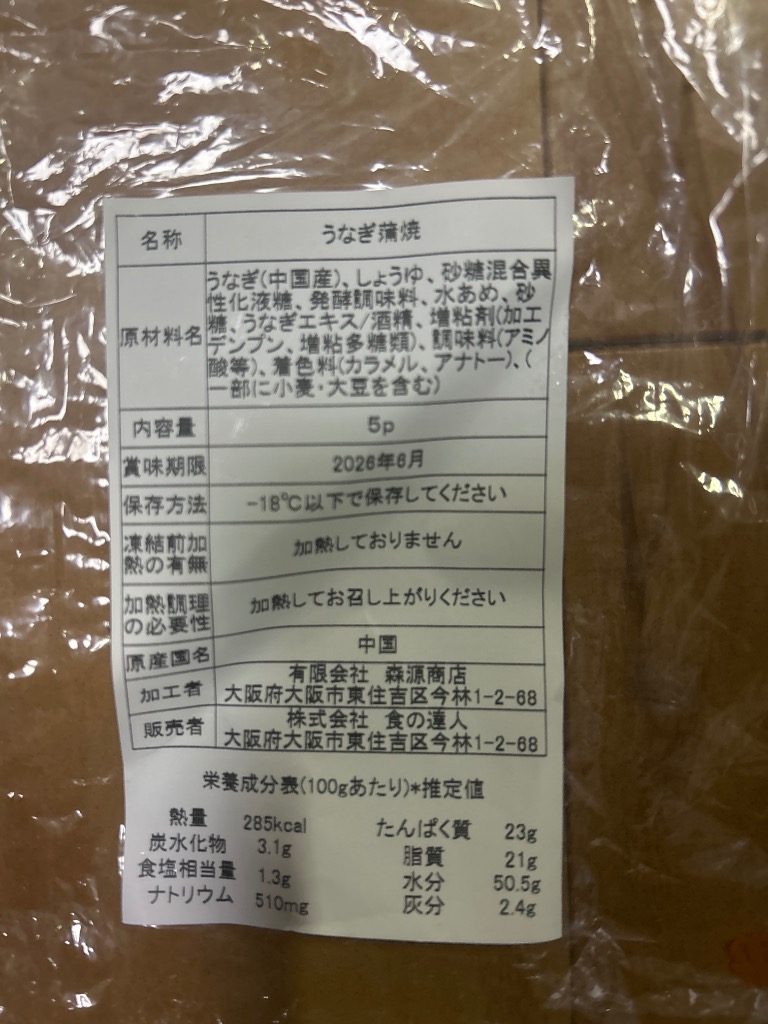 名称 うなぎ蒲焼
原材料名 うなぎ(中国産)、しょうゆ、砂糖混合異
性化液糖、発酵調味料、水あめ、砂
糖、うなぎエキス/酒精、増粘剤(加工
デンプン、増粘多糖類)、調味料(アミノ
酸等)、着色料(カラメル、アナトー)、(
一部に小麦・大豆を含む)
内容量 5p
賞味期限 2026年6月
保存方法 -18℃以下で保存してください
凍結前加
熱の有無 加熱しておりません
加熱調理
の必要性 加熱してお召し上がりください
原産国名 中国
加工者 有限会社 森源商店
大阪府大阪市東住吉区今林1-2-68
販売者 株式会社 食の達人
大阪府大阪市東住吉区今林1-2-68
栄養成分表(100gあたり)*推定値
熱量 285kcal たんぱく質 23g
炭水化物 3.1g 脂質 21g
食塩相当量 1.3g 水分 50.5g
ナトリウム 510mg 灰分 2.4g